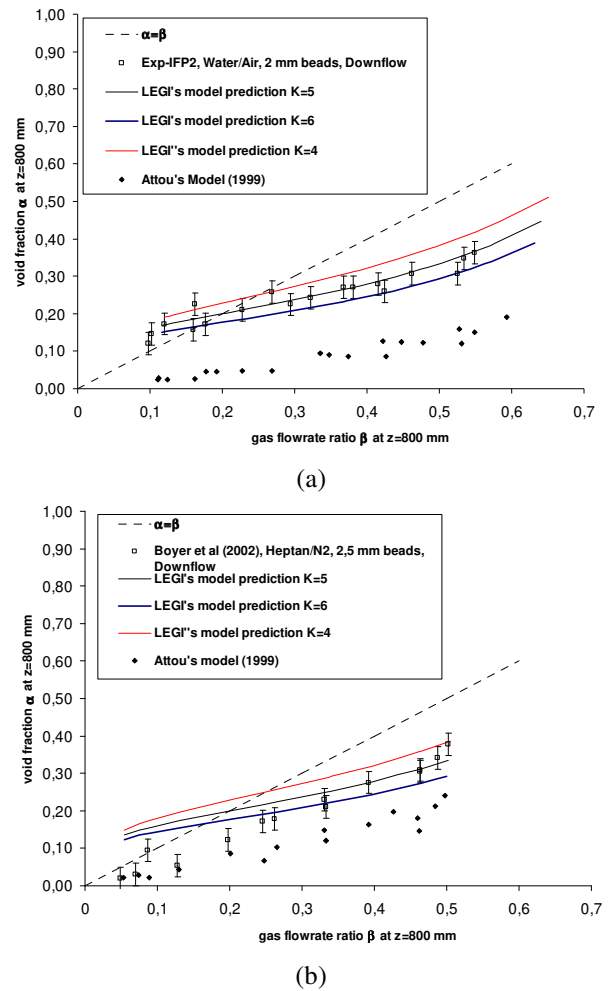 1,00
0,90
0,80
0,70
0,60
0,50
0,40
0,30
0,20
0,10
0,00
void fraction α at z=800 mm
α=β
Exp-IFP2, Water/Air, 2 mm beads, Downflow
LEGI's model prediction K=5
LEGI's model prediction K=6
LEGI''s model prediction K=4
Attou's Model (1999)
0 0,1 0,2 0,3 0,4 0,5 0,6 0,7
gas flowrate ratio β at z=800 mm
(a)
1,00
0,90
0,80
0,70
0,60
0,50
0,40
0,30
0,20
0,10
0,00
void fraction α at z=800 mm
α=β
Boyer et al (2002), Heptan/N2, 2,5 mm beads,
Downflow
LEGI's model prediction K=5
LEGI's model prediction K=6
LEGI''s model prediction K=4
Attou's model (1999)
0 0,1 0,2 0,3 0,4 0,5 0,6 0,7
gas flowrate ratio β at z=800 mm
(b)